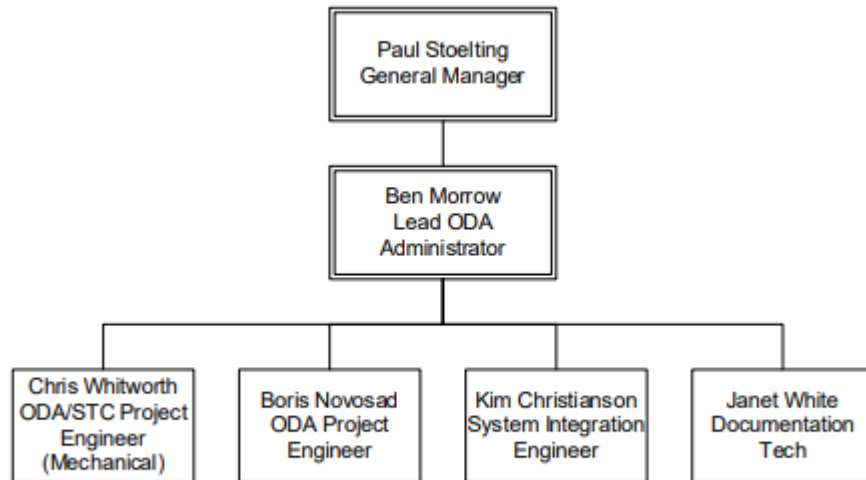 Paul Stoelting
General Manager
Ben Morrow
Lead ODA
Administrator
Chris Whitworth
ODA/STC Project
Engineer
(Mechanical)
Boris Novosad
ODA Project
Engineer
Kim Christianson
System Integration
Engineer
Janet White
Documentation
Tech